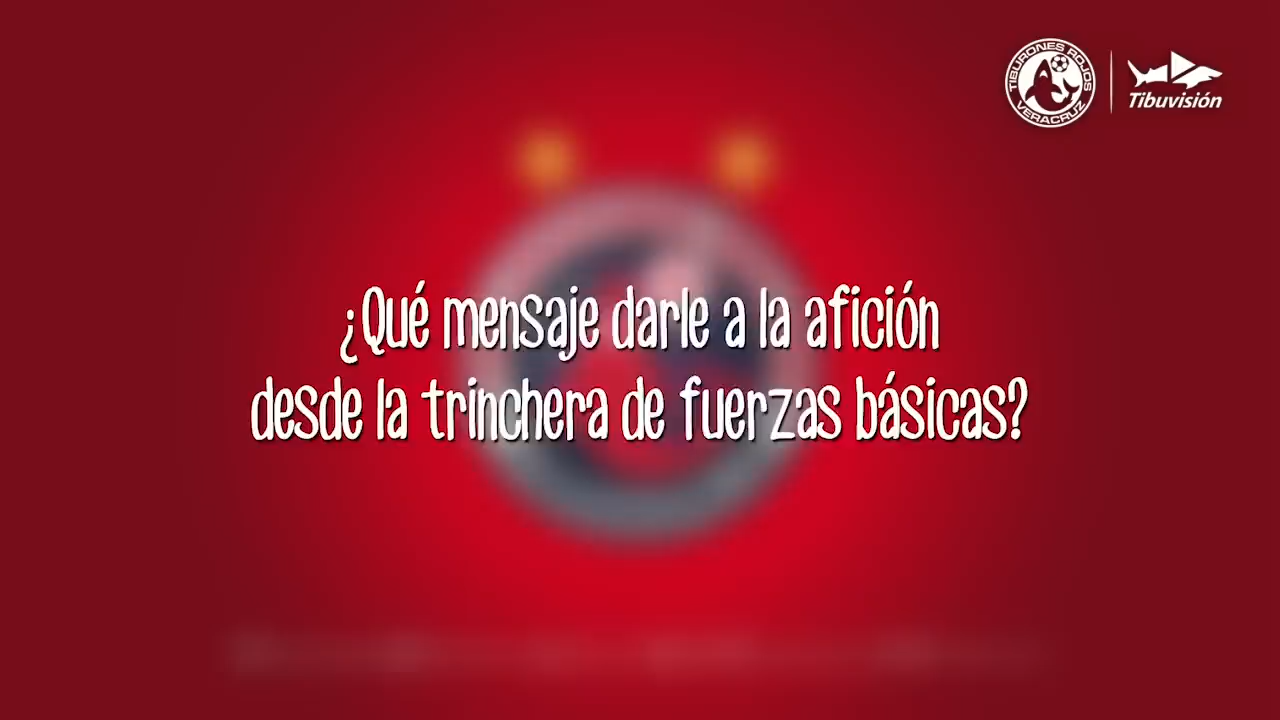 TIBURONES ROJOS
VERACRUZ
Tibuvisión
¿Qué mensaje darle a la afición
desde la trinchera de fuerzas básicas?